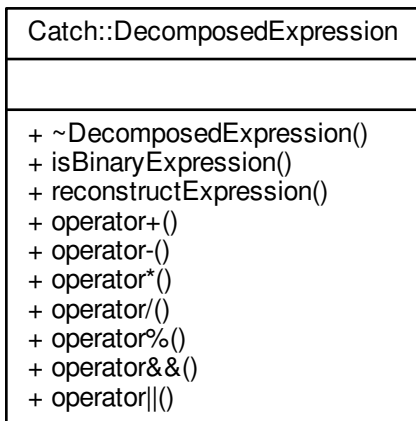 Catch::DecomposedExpression
+ ~DecomposedExpression()
+ isBinaryExpression()
+ reconstructExpression()
+ operator+()
+ operator-()
+ operator*()
+ operator/()
+ operator%()
+ operator&&()
+ operator||()